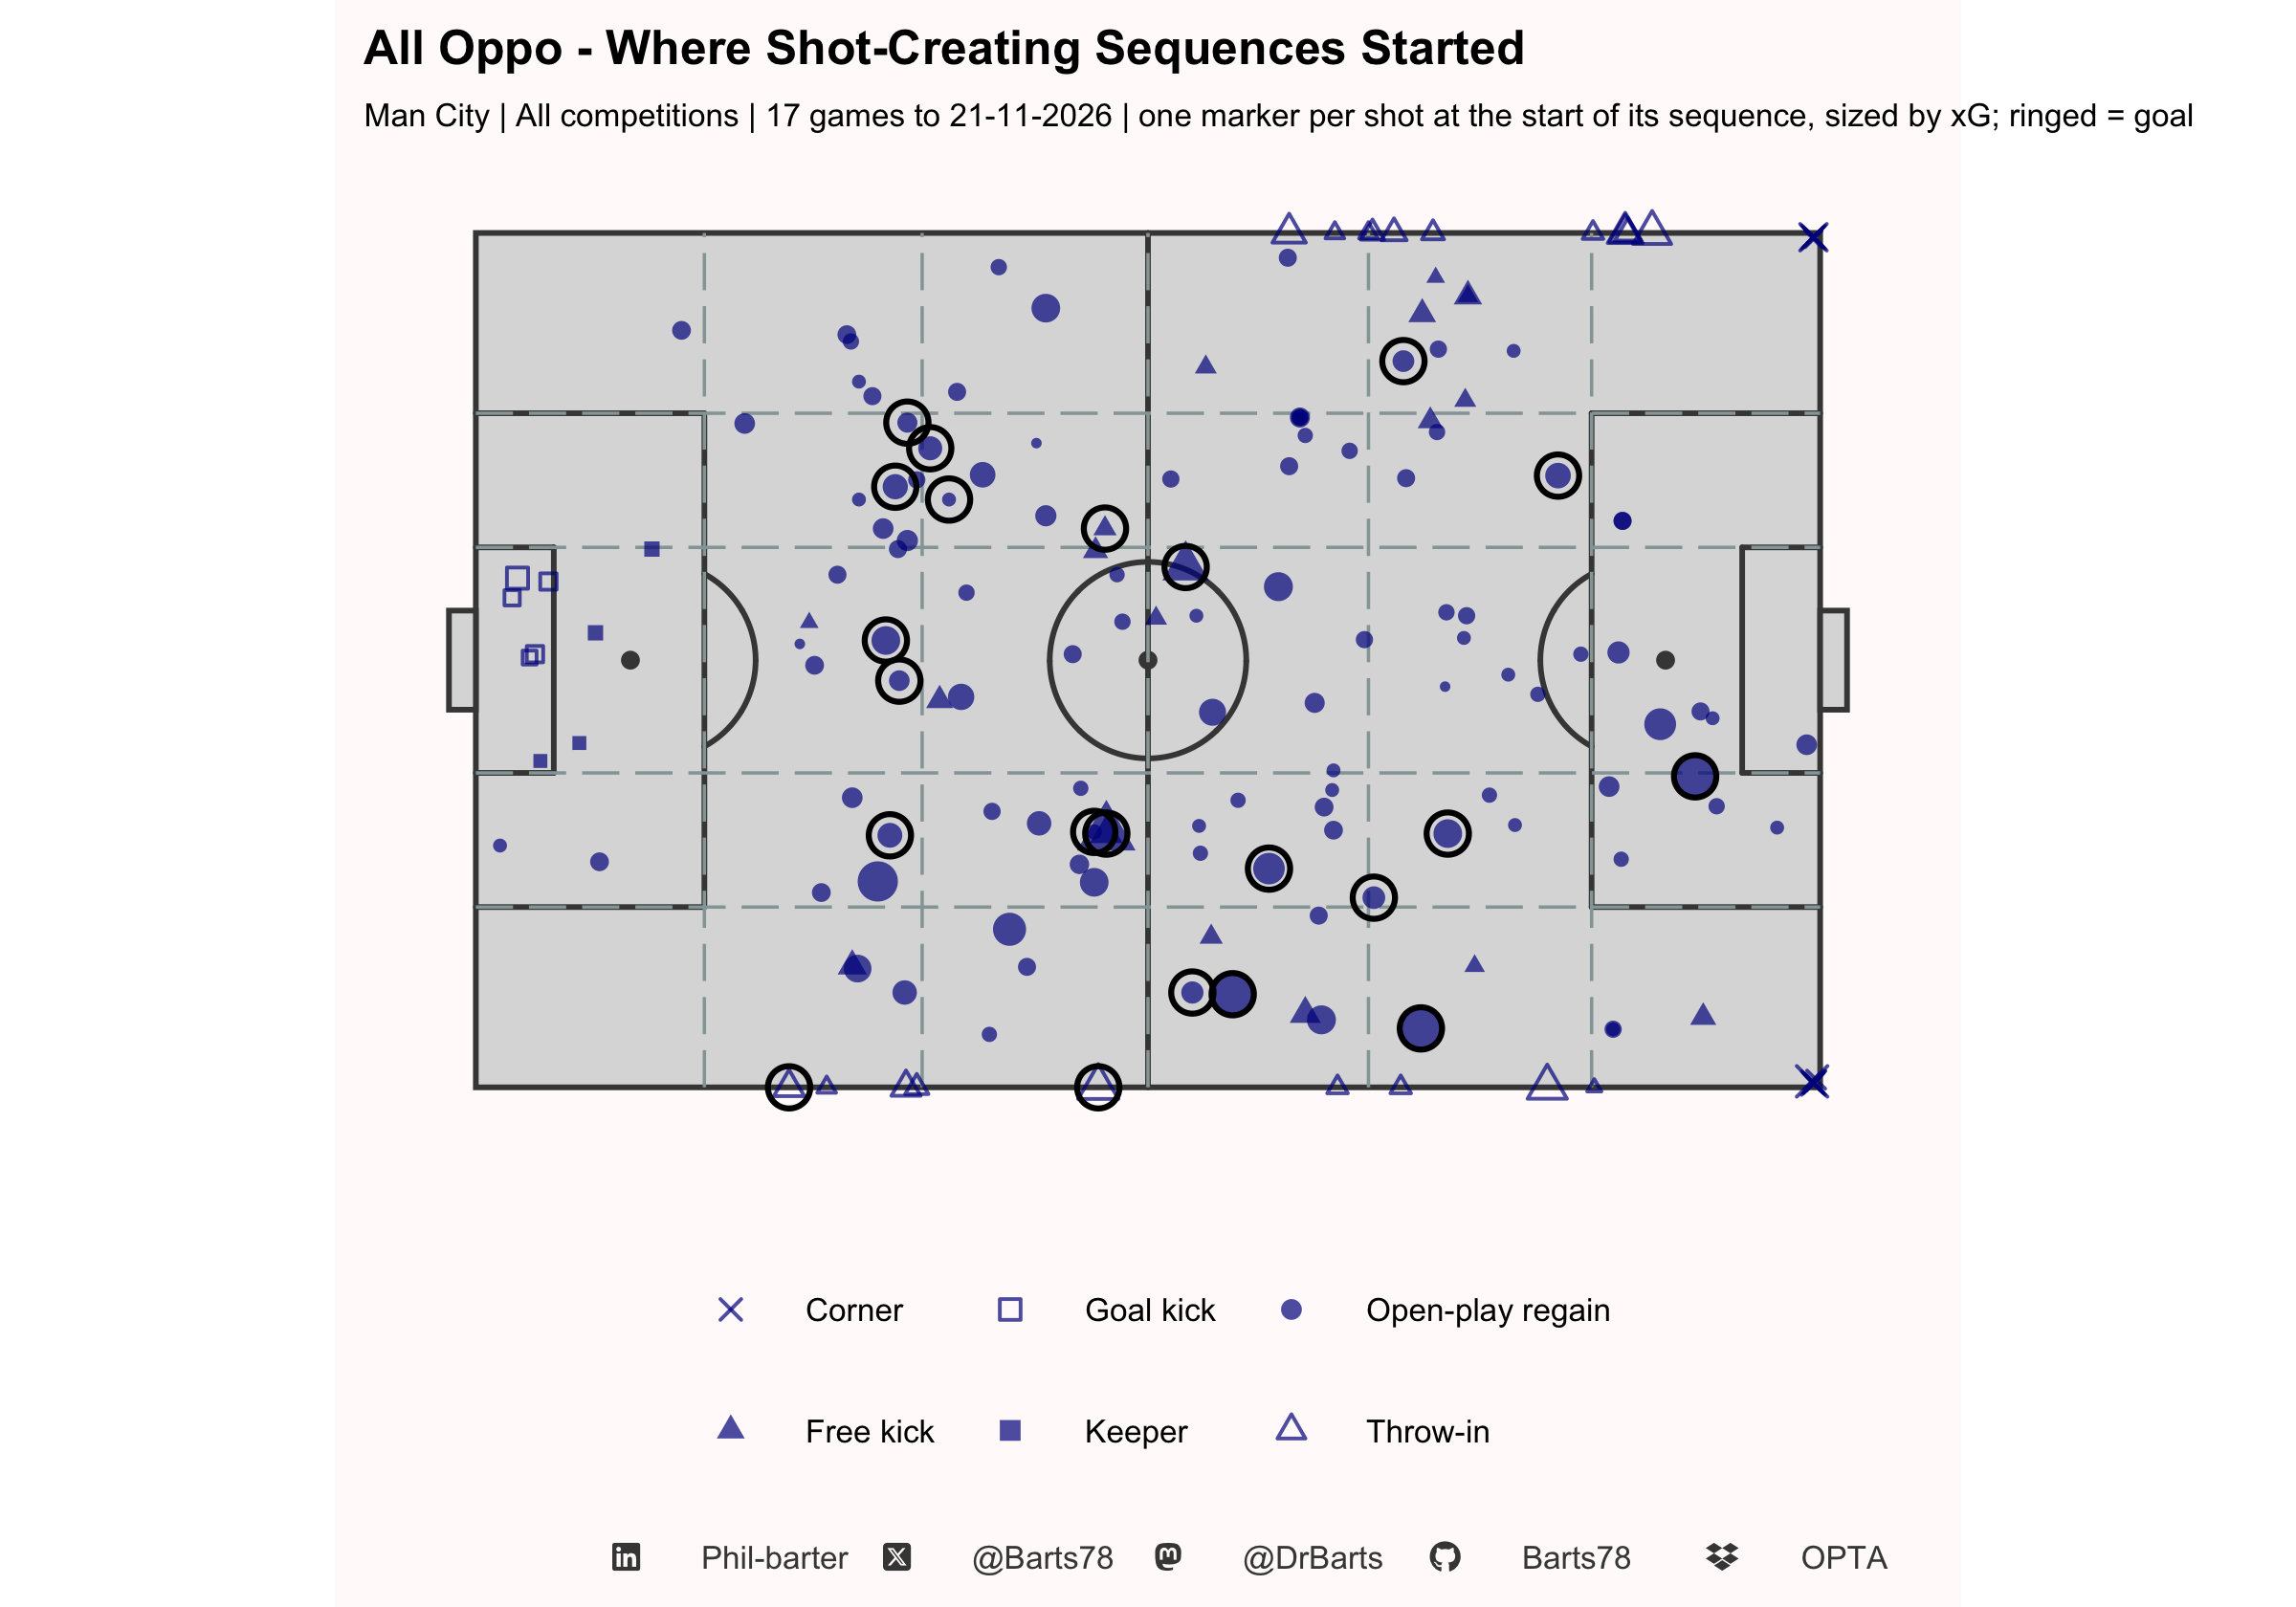 All Oppo - Where Shot-Creating Sequences Started
Man City | All competitions | 17 games to 21-11-2026 | one marker per shot at the start of its sequence, sized by xG; ringed = goal
Corner Goal kick Open-play regain
Free kick Keeper Throw-in
Phil-barter @Barts78 @DrBarts Barts78 OPTA